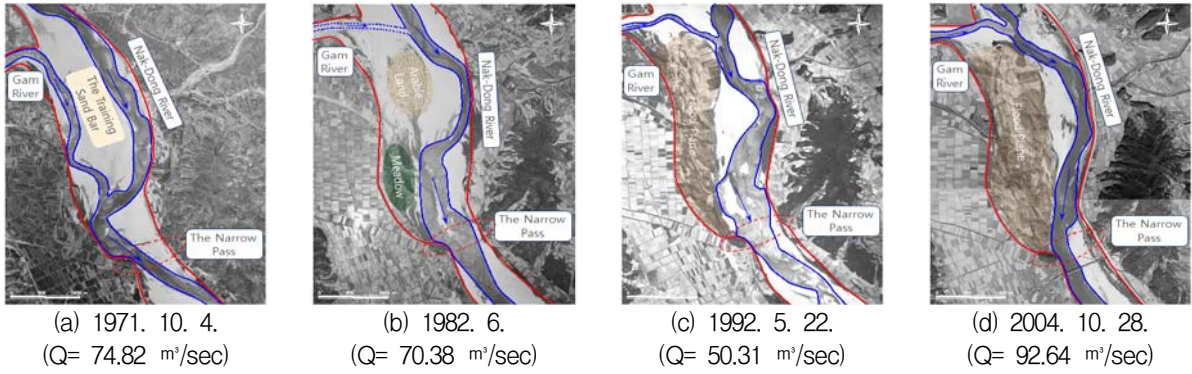 Gam
River
The Training
Sand Bar
Nak-Dong River
The Narrow
Pass
(a) 1971. 10. 4.
(Q= 74.82 m³/sec)
Gam
River
Arable
Land
Meadow
Nak-Dong River
The Narrow
Pass
(b) 1982. 6.
(Q= 70.38 m³/sec)
Gam
River
Nak-Dong River
The Narrow
Pass
(c) 1992. 5. 22.
(Q= 50.31 m³/sec)
Gam
River
Nak-Dong River
The Narrow
Pass
(d) 2004. 10. 28.
(Q= 92.64 m³/sec)